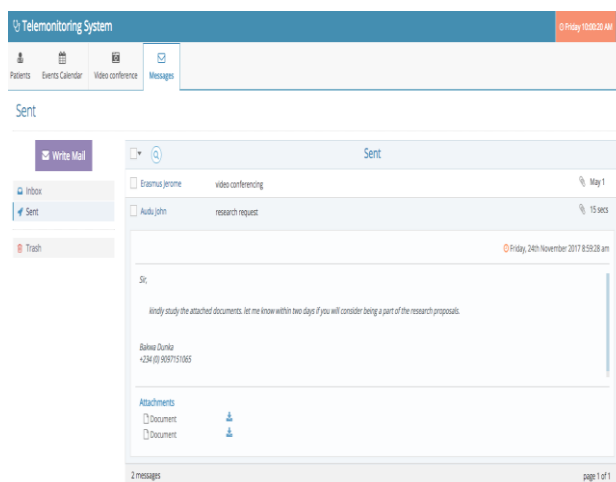 Telemonitoring System
Friday 10:00:20 AM
Patients Events Calendar Video conference Messages
Sent
Write Mail
Sent
Inbox
Erasmus Jerome video conferencing May 1
Sent
Audu John research request 15 secs
Trash
Friday, 24th November 2017 8:59:28 am
Sir,
kindly study the attached documents. let me know within two days if you will consider being a part of the research proposals.
Bakwa Dunka
+234 (0) 9097151065
Attachments
Document
Document
2 messages page 1 of 1